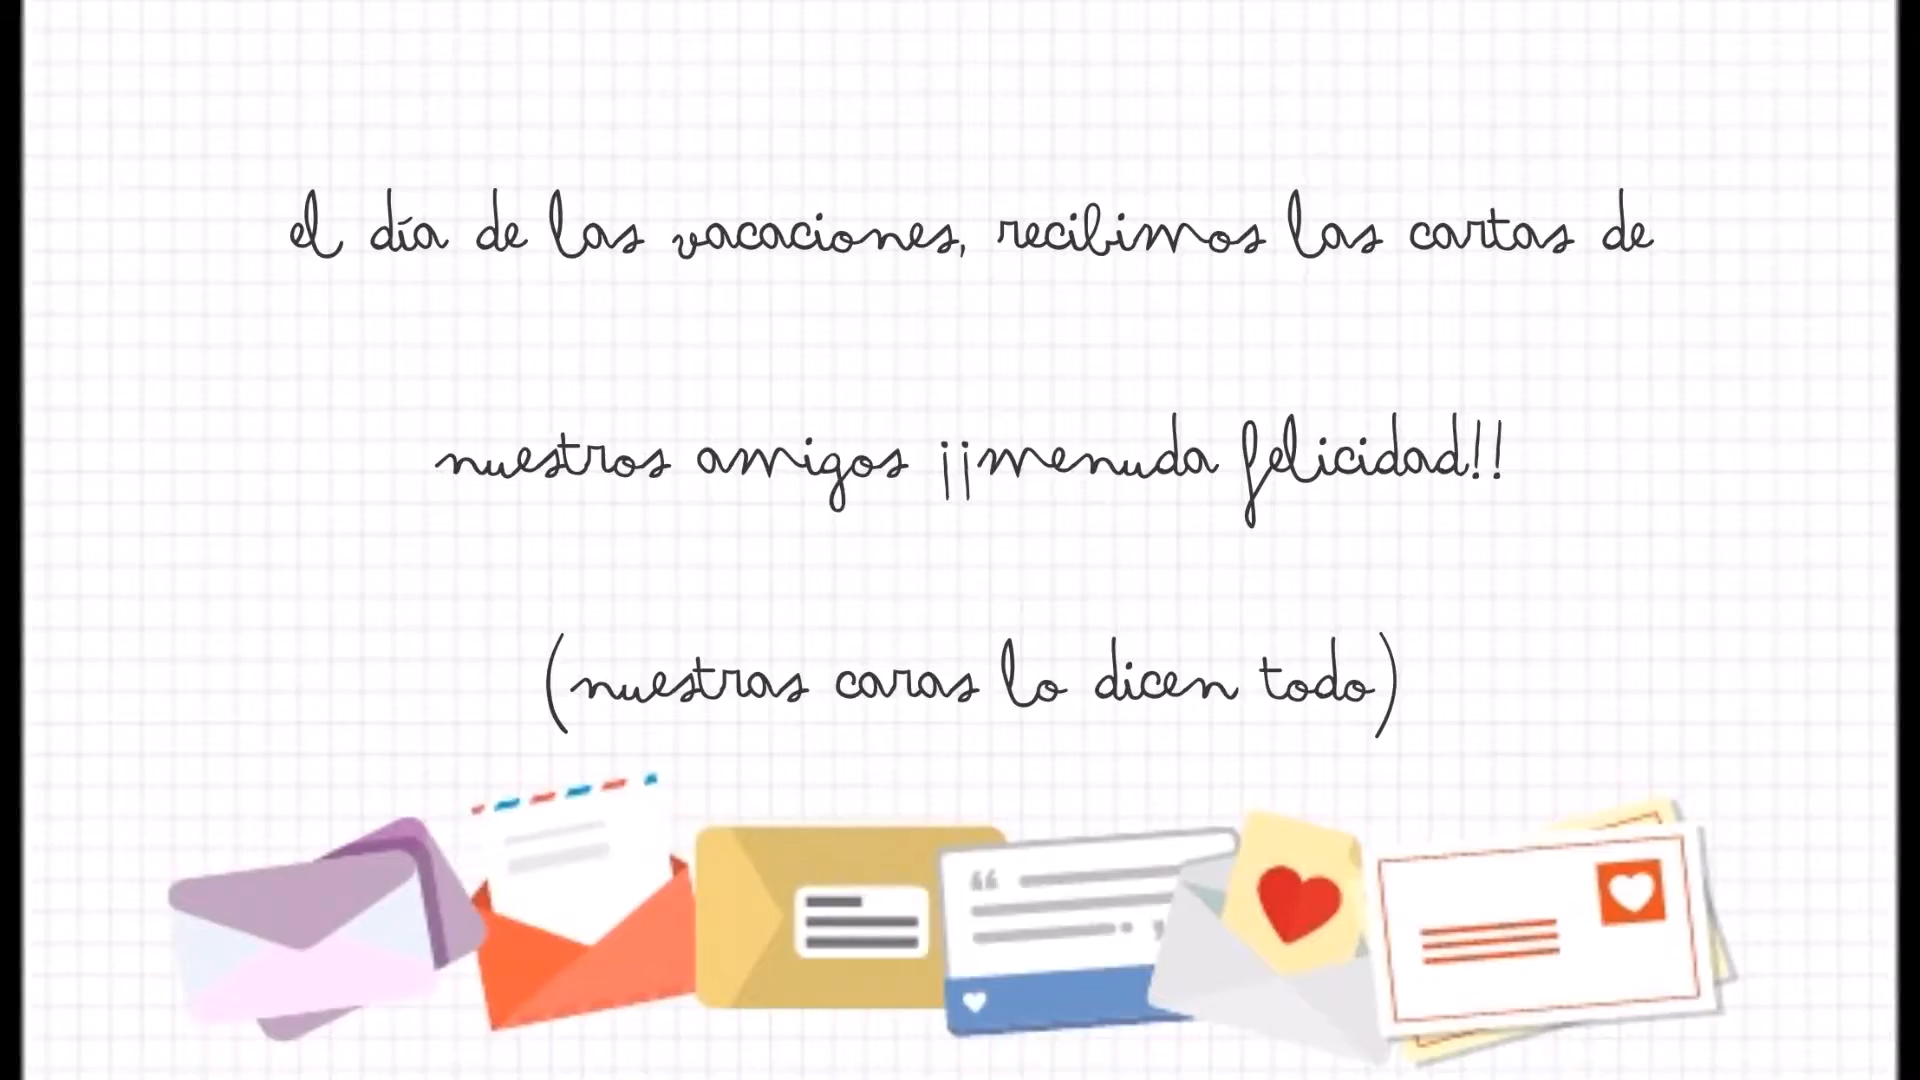 el día de las vacaciones, recibimos las cartas de
nuestros amigos ¡¡menuda felicidad!!
(nuestras caras lo dicen todo)